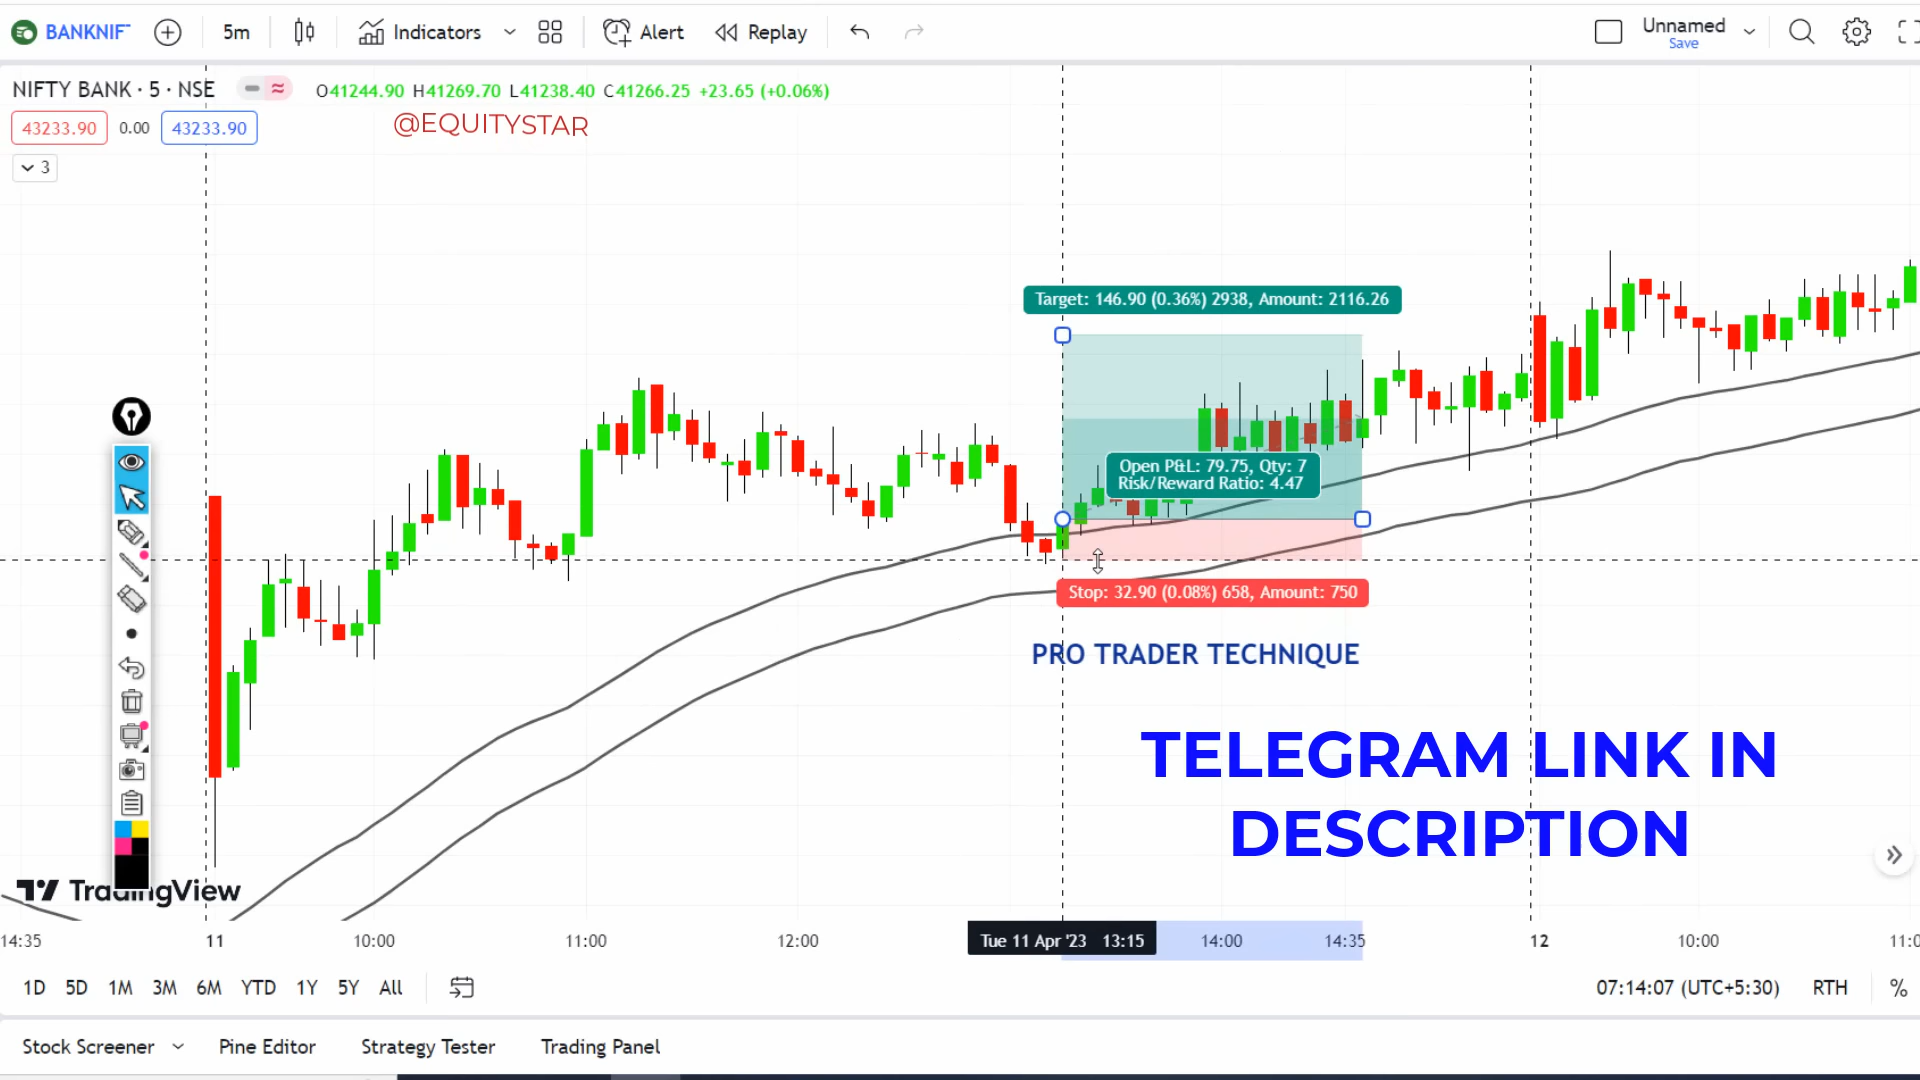 BANKNIFT
5m
Indicators
Alert
Replay
Unnamed
Save
NIFTY BANK · 5 · NSE
O41244.90 H41269.70 L41238.40 C41266.25 +23.65 (+0.06%)
43233.90 0.00 43233.90
@EQUITYSTAR
3
Target: 146.90 (0.36%) 2938, Amount: 2116.26
Open P&L: 79.75, Qty: 7
Risk/Reward Ratio: 4.47
Stop: 32.90 (0.08%) 658, Amount: 750
PRO TRADER TECHNIQUE
TELEGRAM LINK IN
DESCRIPTION
TradingView
14:35 11 10:00 11:00 12:00 Tue 11 Apr '23 13:15 14:00 14:35 12 10:00 11:0
1D 5D 1M 3M 6M YTD 1Y 5Y All
07:14:07 (UTC+5:30) RTH %
Stock Screener Pine Editor Strategy Tester Trading Panel